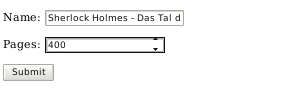 Name: Sherlock Holmes - Das Tal d
Pages: 400
Submit